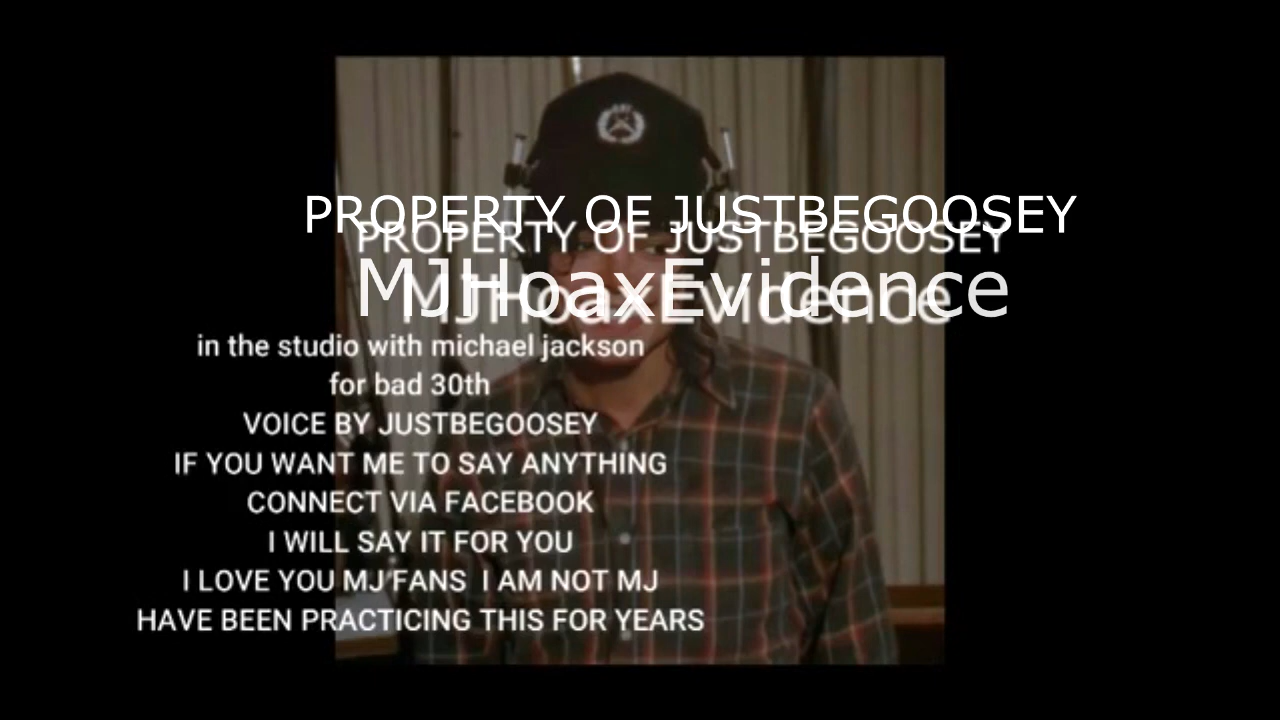 PROPERTY OF JUSTBEGOOSEY
PROPERTY OF JUSTBEGOOSEY
MJHoaxEvidence
MJHoaxEvidence
in the studio with michael jackson
for bad 30th
VOICE BY JUSTBEGOOSEY
IF YOU WANT ME TO SAY ANYTHING
CONNECT VIA FACEBOOK
I WILL SAY IT FOR YOU
I LOVE YOU MJ FANS I AM NOT MJ
HAVE BEEN PRACTICING THIS FOR YEARS